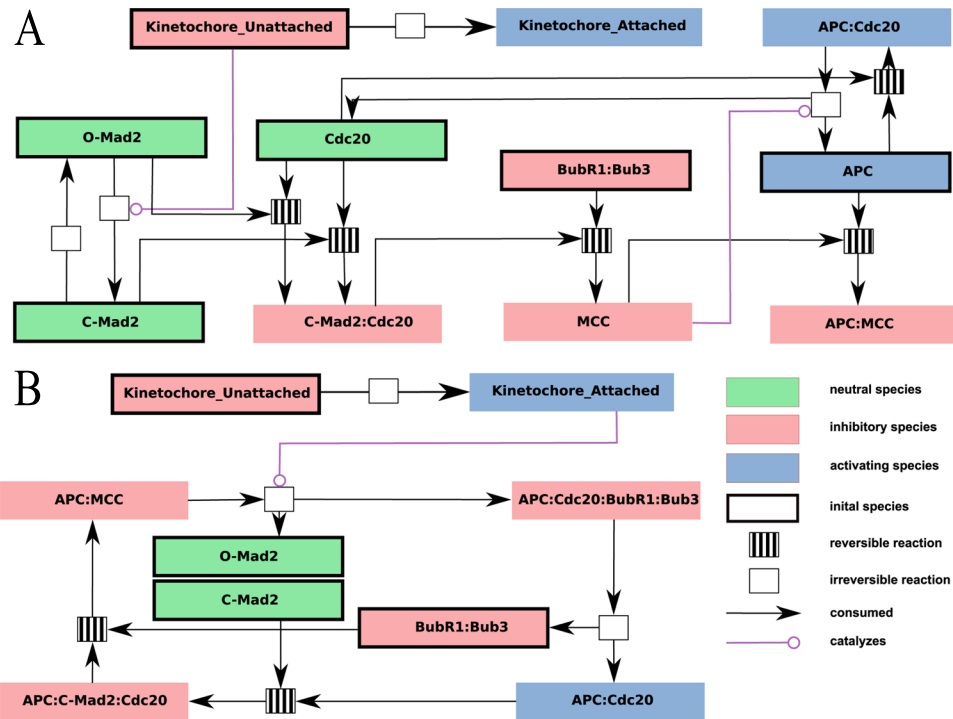 A
Kinetochore_Unattached
Kinetochore_Attached
APC:Cdc20
O-Mad2
Cdc20
BubR1:Bub3
APC
C-Mad2
C-Mad2:Cdc20
MCC
APC:MCC
B
Kinetochore_Unattached
Kinetochore_Attached
neutral species
inhibitory species
activating species
APC:MCC
APC:Cdc20:BubR1:Bub3
inital species
O-Mad2
reversible reaction
C-Mad2
irreversible reaction
BubR1:Bub3
consumed
catalyzes
APC:C-Mad2:Cdc20
APC:Cdc20